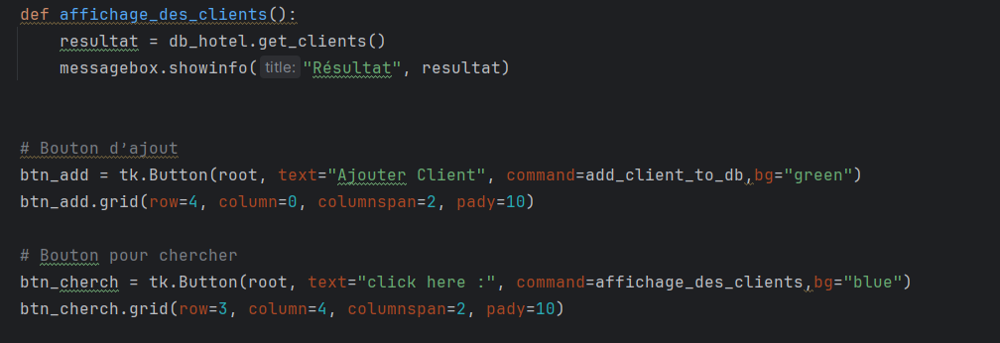 def affichage_des_clients():
    resultat = db_hotel.get_clients()
    messagebox.showinfo( title: "Résultat", resultat)
# Bouton d'ajout
btn_add = tk.Button(root, text="Ajouter Client", command=add_client_to_db,bg="green")
btn_add.grid(row=4, column=0, columnspan=2, pady=10)
# Bouton pour chercher
btn_cherch = tk.Button(root, text="click here :", command=affichage_des_clients,bg="blue")
btn_cherch.grid(row=3, column=4, columnspan=2, pady=10)